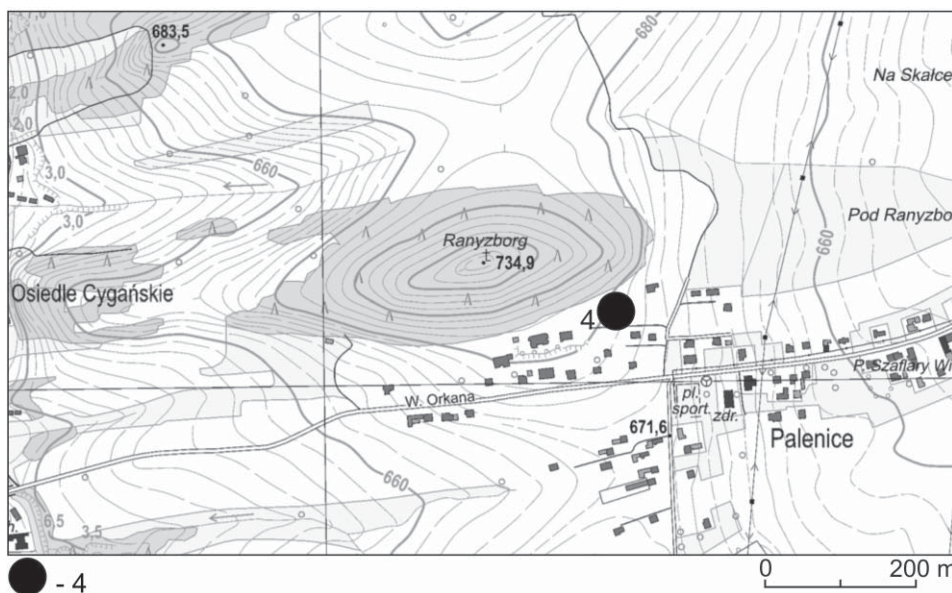 683,5
680
Na Skałce
2,0
2,0
3,0
660
3,0
Pod Ranyzbo
Ranyzborg
734,9
660
Osiedle Cygańskie
4
P. Szaflary W
W. Orkana
pl.
sport.
zdr.
671,6
Palenice
660
6,5
3,5
h.
- 4
0
200 m